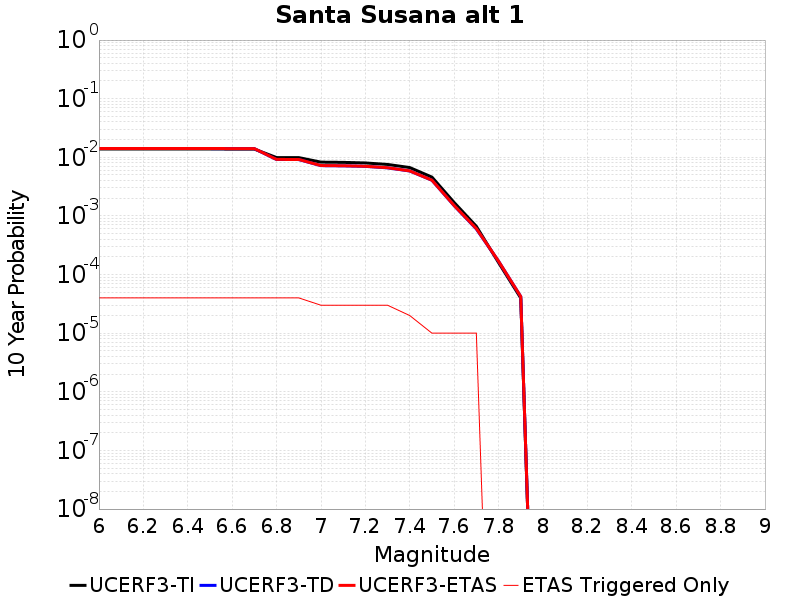 Santa Susana alt 1
10^0
10^-1
10^-2
10^-3
10^-4
10^-5
10^-6
10^-7
10^-8
10 Year Probability
6 6.2 6.4 6.6 6.8 7 7.2 7.4 7.6 7.8 8 8.2 8.4 8.6 8.8 9
Magnitude
UCERF3-TI UCERF3-TD UCERF3-ETAS ETAS Triggered Only